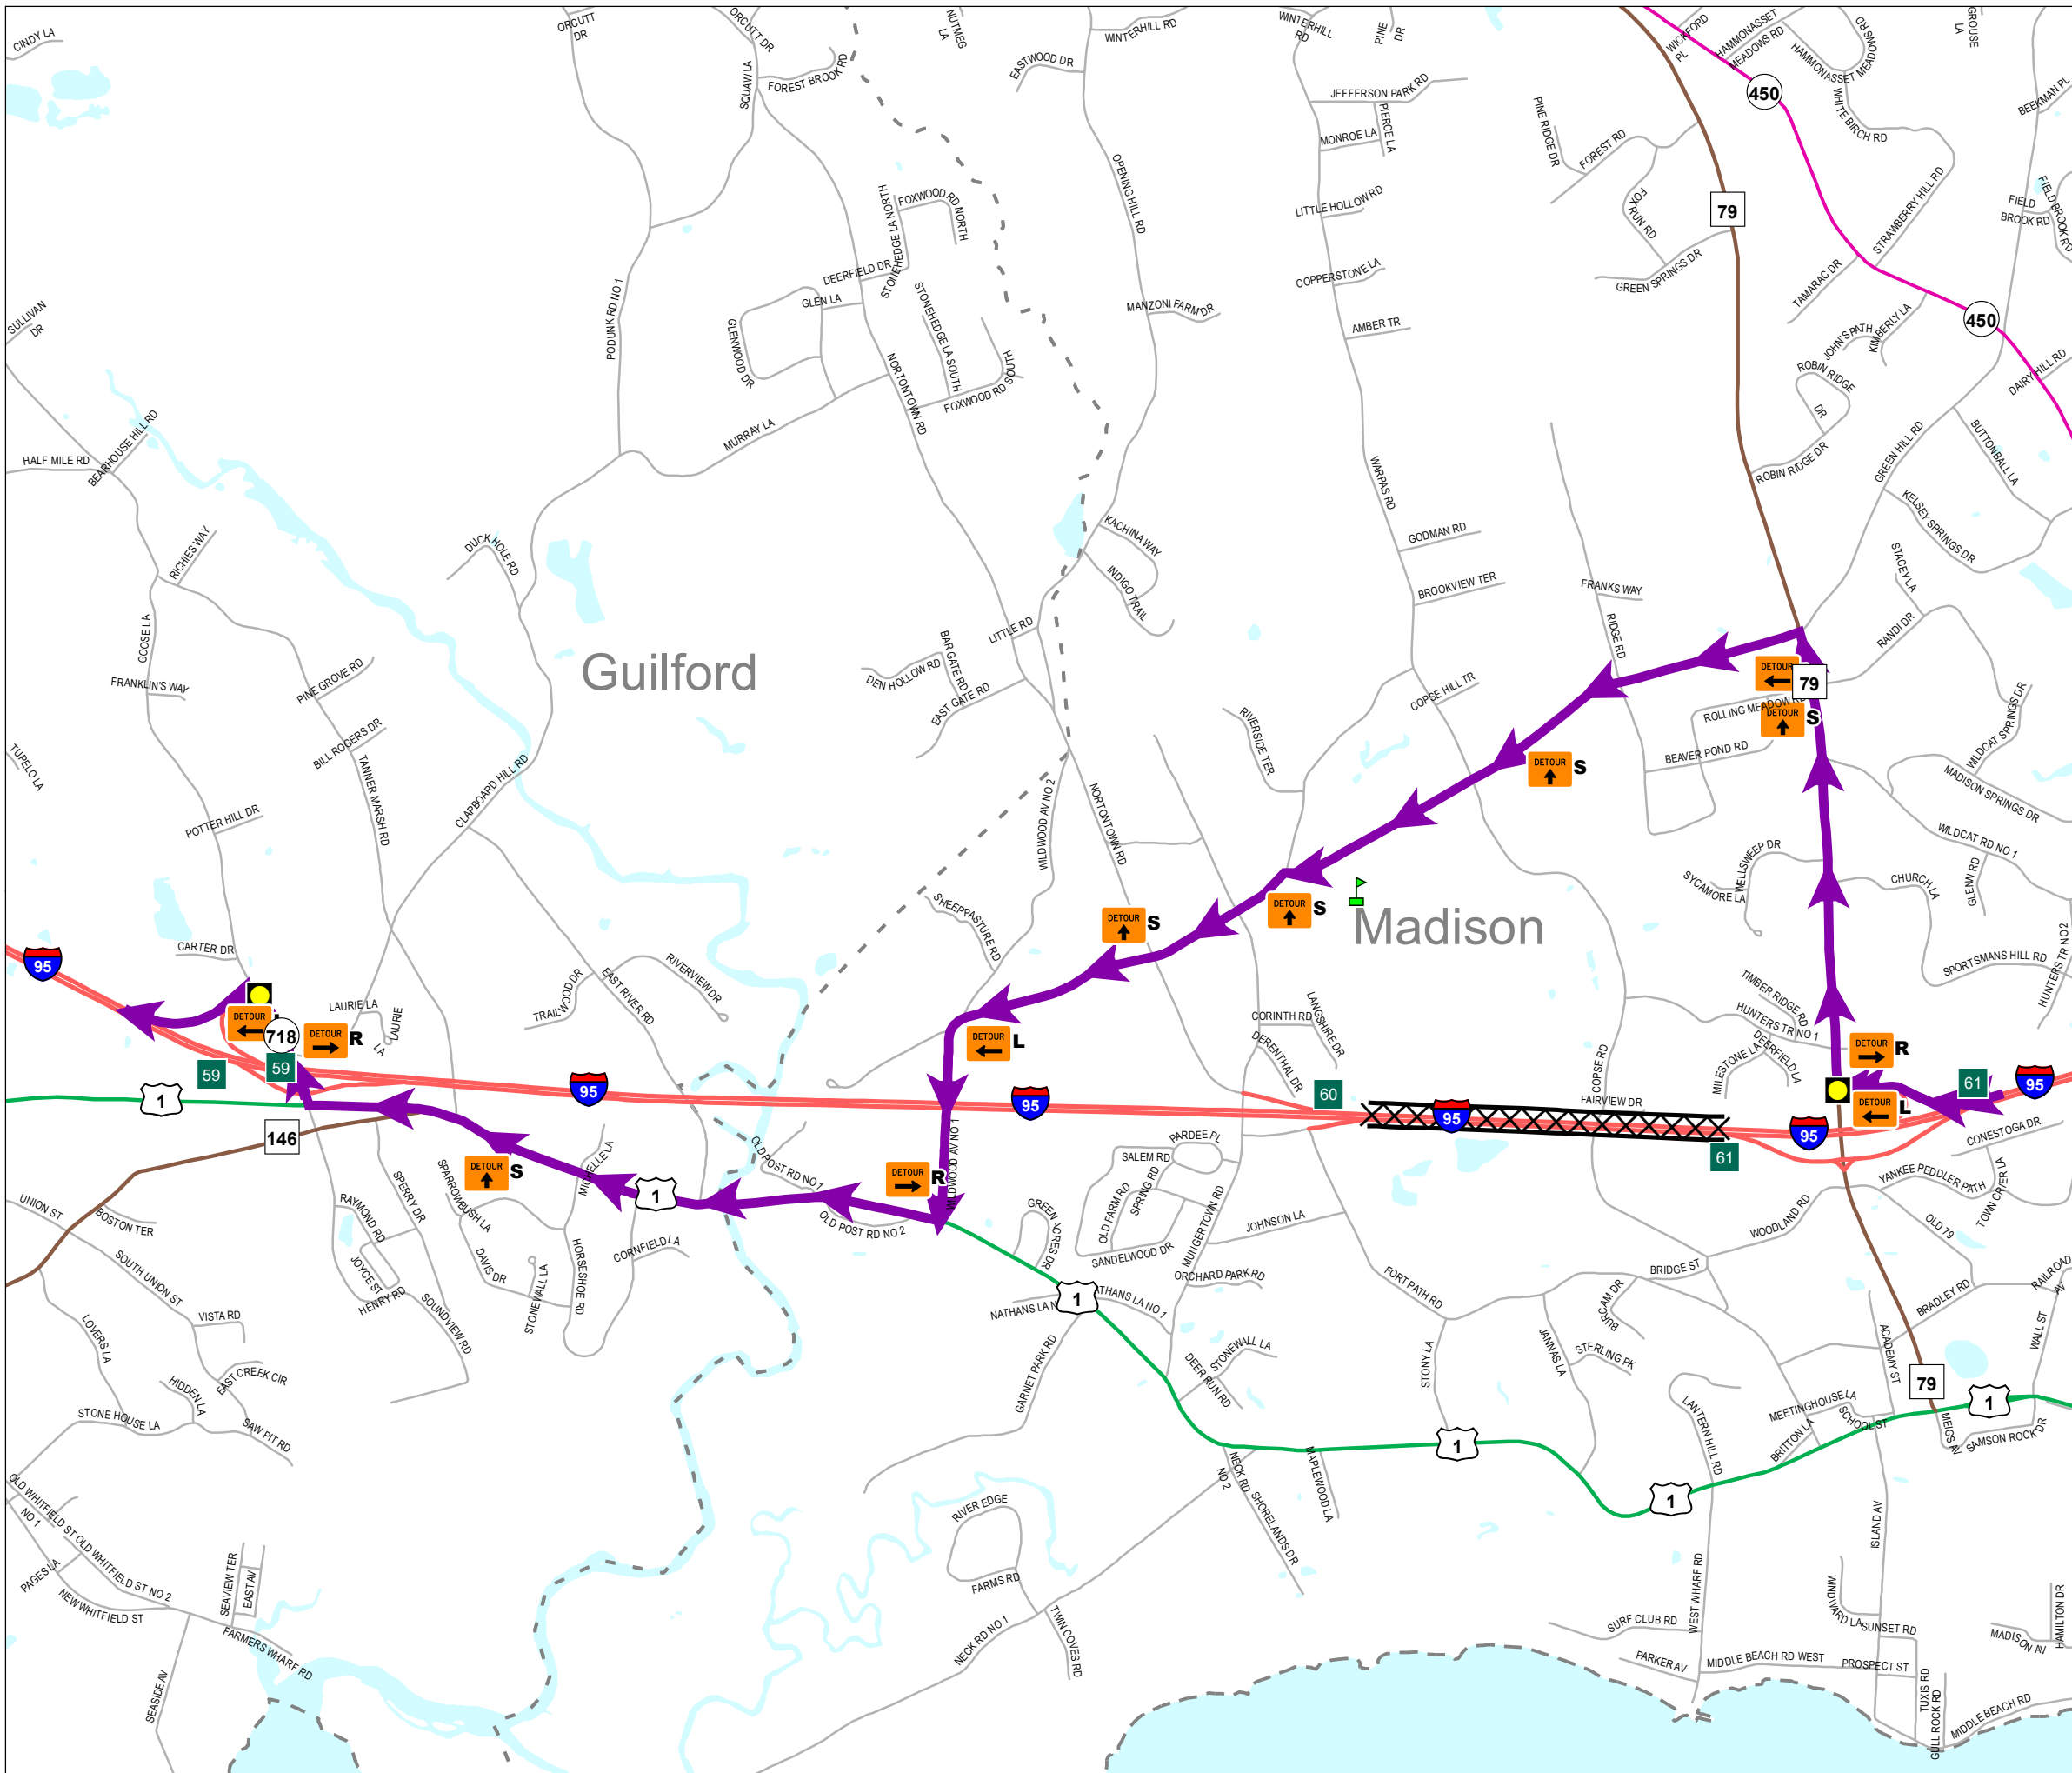 CINDY LA
ORCUTT
DR
ORCUTT DR
NUTMEG
LA
WINTERHILL RD
WINTERHILL
RD
PINE
DR
WICKFORD
PL
HAMMONASSET
MEADOWS RD
HAMMONASSET MEADOWS RD
GROUSE
LA
SQUAW LA
FOREST BROOK RD
EASTWOOD DR
JEFFERSON PARK RD
PIERCE LA
MONROE LA
450
WHITE BIRCH RD
BEEKMAN PL
PINE RIDGE DR
FOREST RD
OPENING HILL RD
STONEHEDGE LA NORTH
FOXWOOD RD NORTH
LITTLE HOLLOW RD
FOX
RUN RD
79
STRAWBERRY HILL RD
FIELD
BROOK RD
FIELD BROOK RD
DEERFIELD DR
GLEN LA
COPPERSTONE LA
GREEN SPRINGS DR
TAMARAC DR
PODUNK RD NO 1
SULLIVAN
DR
GLENWOOD DR
STONEHEDGE LA SOUTH
MANZONI FARM DR
AMBER TR
JOHN'S PATH
KIMBERLY LA
450
NORTONTOWN RD
FOXWOOD RD SOUTH
ROBIN RIDGE
DR
DAIRY HILL RD
BEARHOUSE HILL RD
HALF MILE RD
MURRAY LA
WARPAS RD
ROBIN RIDGE DR
GREEN HILL RD
BUTTONBALL LA
RICHIES WAY
DUCK HOLE RD
KACHINA WAY
INDIGO TRAIL
GODMAN RD
BROOKVIEW TER
FRANKS WAY
KELSEY SPRINGS DR
STACEY LA
GOOSE LA
FRANKLIN'S WAY
PINE GROVE RD
Guilford
BAR GATE RD
LITTLE RD
DEN HOLLOW RD
EAST GATE RD
RIDGE RD
RANDI DR
COPSE HILL TR
DETOUR
79
ROLLING MEADOW RD
DETOUR
S
BILL ROGERS DR
TUPELO LA
RIVERSIDE TER
BEAVER POND RD
WILDCAT SPRINGS DR
MADISON SPRINGS DR
TANNER MARSH RD
CLAPBOARD HILL RD
WILDWOOD AV NO 2
NORTONTOWN RD
DETOUR
S
POTTER HILL DR
WILDCAT RD NO 1
WELLSWEEP DR
SYCAMORE LA
CHURCH LA
GLENN RD
SHEEPPASTURE RD
DETOUR
S
DETOUR
S
Madison
CARTER DR
95
EAST RIVER RD
RIVERVIEW DR
TRAILWOOD DR
SPORTSMANS HILL RD
HUNTERS TR NO 2
LAURIE LA
LAURIE
LA
DETOUR
718
DETOUR
R
DETOUR
L
CORINTH RD
LANGSHIRE DR
DERENTHAL DR
TIMBER RIDGE RD
HUNTERS TR NO 1
DEERFIELD LA
MILESTONE LA
DETOUR
R
COPSE RD
FAIRVIEW DR
59
59
1
95
95
60
95
95
DETOUR
L
61
95
146
OLD POST RD NO 1
WILDWOOD AV NO 1
PARDEE PL
SALEM RD
61
CONESTOGA DR
DETOUR
S
MICHELLE LA
1
DETOUR
R
OLD POST RD NO 2
OLD FARM RD
SPRING RD
SANDELWOOD DR
MUNGERTOWN RD
JOHNSON LA
YANKEE PEDDLER PATH
TOWN CRIER LA
WOODLAND RD
OLD 79
UNION ST
BOSTON TER
RAYMOND RD
SPERRY DR
SPARROWBUSH LA
HORSESHOE RD
CORNFIELD LA
GREEN ACRES DR
SOUTH UNION ST
JOYCE ST
HENRY RD
DAVIS DR
STONEWALL LA
SOUNDVIEW RD
ORCHARD PARK RD
FORT PATH RD
BRIDGE ST
RAILROAD
AV
LOVERS LA
VISTA RD
NATHANS LA N
1
ATHANS LA NO 1
BURCAM DR
BRADLEY RD
WALL ST
GARNET PARK RD
DEER RUN RD
STONEWALL LA
STONY LA
JANNAS LA
STERLING PK
ACADEMY ST
EAST CREEK CIR
HIDDEN LA
79
1
STONE HOUSE LA
SAW PIT RD
LANTERN HILL RD
MEETINGHOUSE LA
SCHOOL ST
BRITTON LA
MEIGS AV
SAMSON ROCK DR
1
NECK RD
NO 2
MAPLEWOOD LA
1
OLD WHITFIELD ST
NO 1
OLD WHITFIELD ST NO 2
PAGES LA
NEW WHITFIELD ST
SEAVIEW TER
EAST AV
RIVER EDGE
FARMS RD
SHORELANDS DR
ISLAND AV
WEST WHARF RD
WINDWARD LA
FARMERS WHARF RD
SEASIDE AV
NECK RD NO 1
TWIN COVES RD
SURF CLUB RD
SUNSET RD
MADISON AV
HAMILTON DR
PARKER AV
MIDDLE BEACH RD WEST
PROSPECT ST
TUXIS RD
GULL ROCK RD
MIDDLE BEACH RD